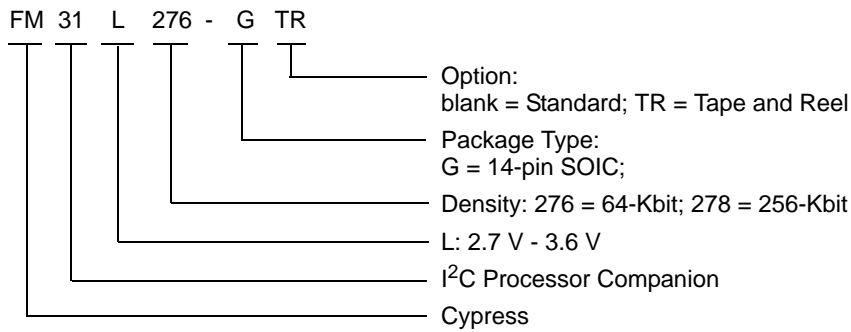 FM 31 L 276 - G TR
Option:
blank = Standard; TR = Tape and Reel
Package Type:
G = 14-pin SOIC;
Density: 276 = 64-Kbit; 278 = 256-Kbit
L: 2.7 V - 3.6 V
I²C Processor Companion
Cypress